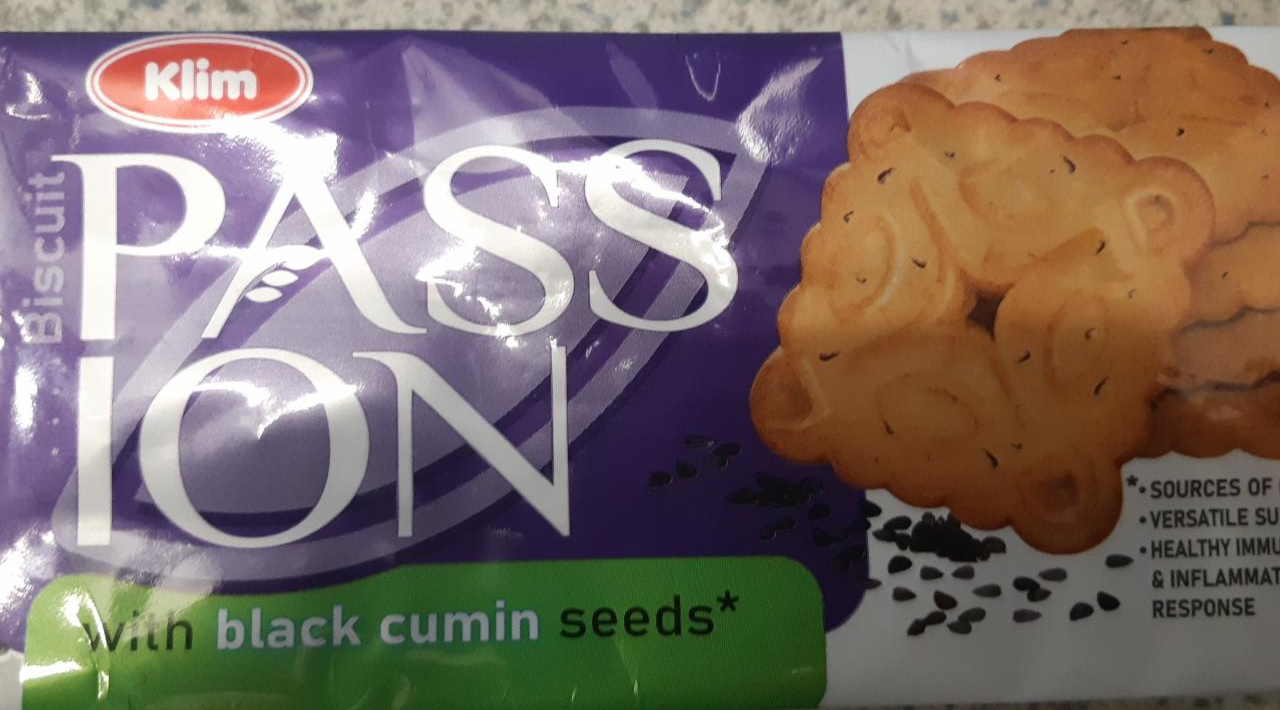 Klim
Biscuit
PASS
ION
with black cumin seeds*
*• SOURCES OF
• VERSATILE SU
• HEALTHY IMMU
& INFLAMMAT
RESPONSE